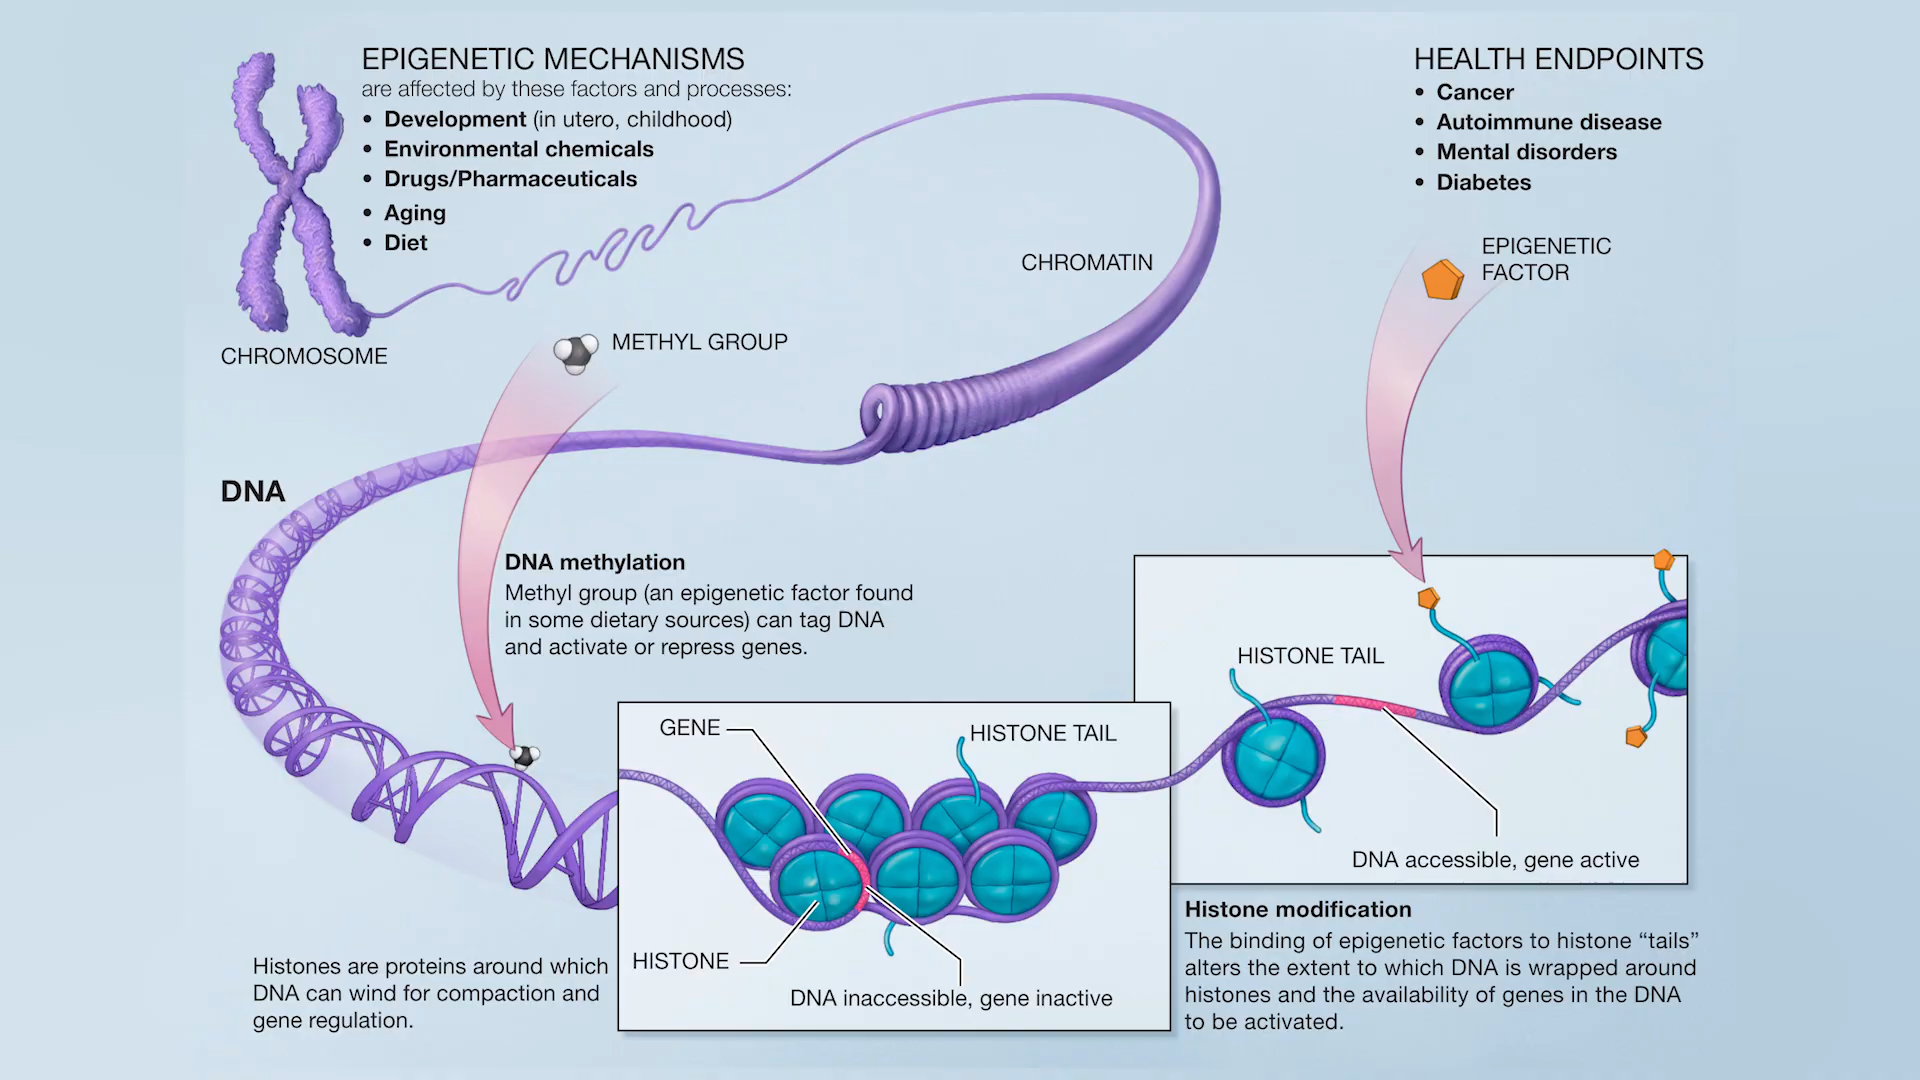 EPIGENETIC MECHANISMS
are affected by these factors and processes:
• Development (in utero, childhood)
• Environmental chemicals
• Drugs/Pharmaceuticals
• Aging
• Diet
HEALTH ENDPOINTS
• Cancer
• Autoimmune disease
• Mental disorders
• Diabetes
EPIGENETIC
FACTOR
CHROMATIN
METHYL GROUP
CHROMOSOME
DNA
DNA methylation
Methyl group (an epigenetic factor found
in some dietary sources) can tag DNA
and activate or repress genes.
HISTONE TAIL
GENE
HISTONE TAIL
DNA accessible, gene active
HISTONE
DNA inaccessible, gene inactive
Histones are proteins around which
DNA can wind for compaction and
gene regulation.
Histone modification
The binding of epigenetic factors to histone “tails”
alters the extent to which DNA is wrapped around
histones and the availability of genes in the DNA
to be activated.